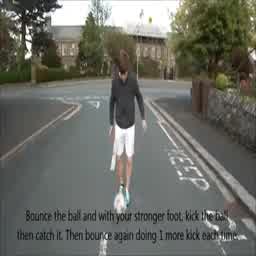 KEEP
Bounce the ball and with your stronger foot, kick the ball
then catch it. Then bounce again doing 1 more kick each time.